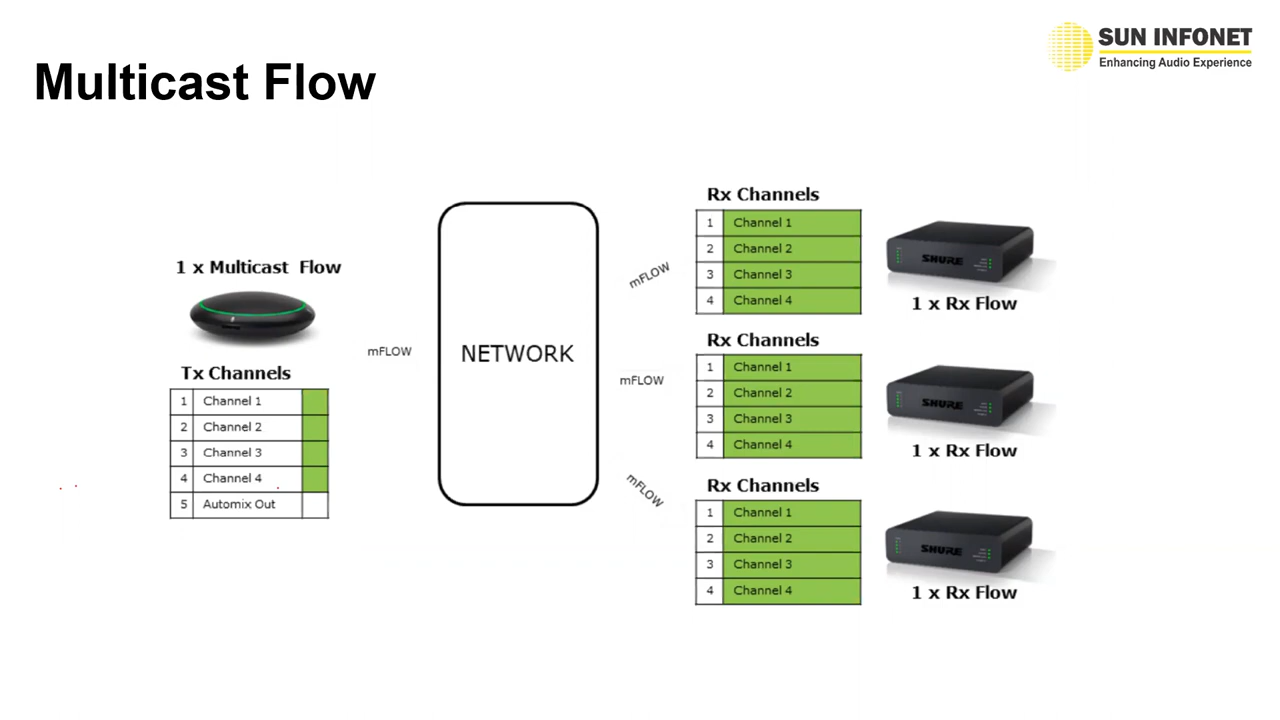 SUN INFONET
Enhancing Audio Experience
Multicast Flow
1 x Multicast Flow
Tx Channels
1 Channel 1
2 Channel 2
3 Channel 3
4 Channel 4
5 Automix Out
mFLOW
NETWORK
mFLOW
mFLOW
mFLOW
Rx Channels
1 Channel 1
2 Channel 2
3 Channel 3
4 Channel 4
SHURE
1 x Rx Flow
Rx Channels
1 Channel 1
2 Channel 2
3 Channel 3
4 Channel 4
SHURE
1 x Rx Flow
Rx Channels
1 Channel 1
2 Channel 2
3 Channel 3
4 Channel 4
SHURE
1 x Rx Flow